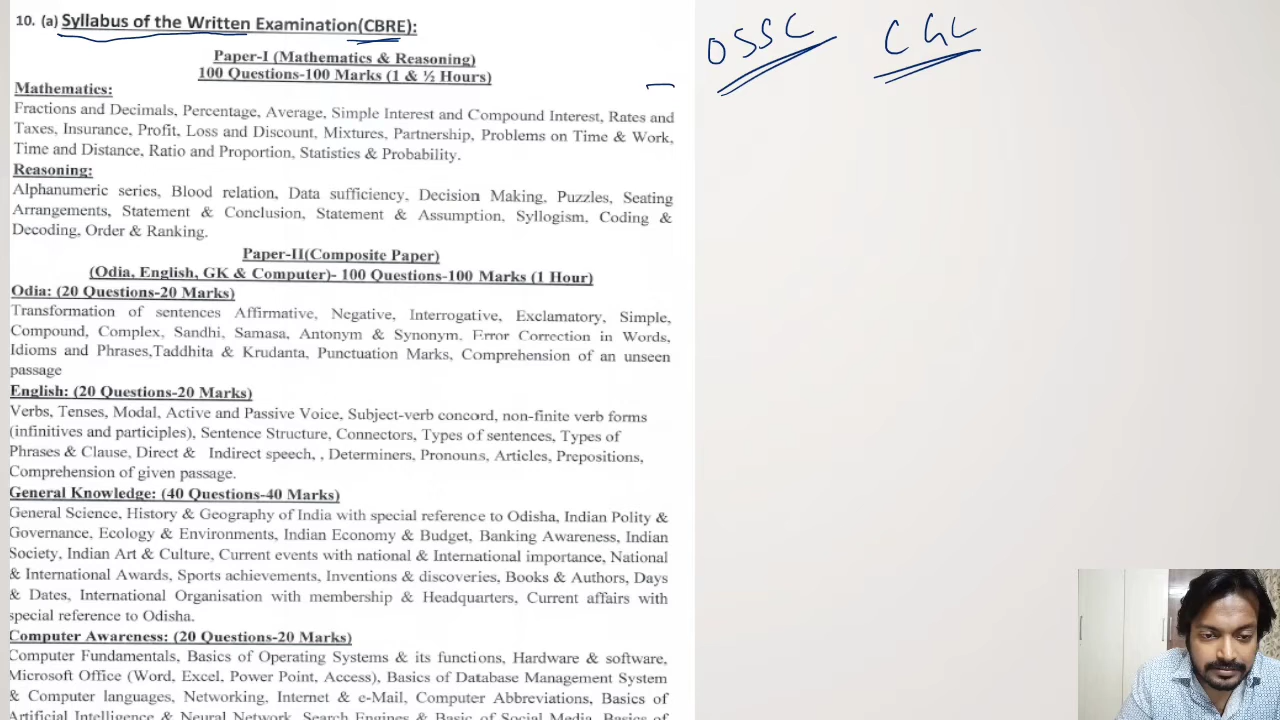 10. (a) Syllabus of the Written Examination(CBRE):
OSSC CGL
Paper-I (Mathematics & Reasoning)
100 Questions-100 Marks (1 & ½ Hours)
Mathematics:
Fractions and Decimals, Percentage, Average, Simple Interest and Compound Interest, Rates and
Taxes, Insurance, Profit, Loss and Discount, Mixtures, Partnership, Problems on Time & Work,
Time and Distance, Ratio and Proportion, Statistics & Probability.
Reasoning:
Alphanumeric series, Blood relation, Data sufficiency, Decision Making, Puzzles, Seating
Arrangements, Statement & Conclusion, Statement & Assumption, Syllogism, Coding &
Decoding, Order & Ranking.
Paper-II(Composite Paper)
(Odia, English, GK & Computer)- 100 Questions-100 Marks (1 Hour)
Odia: (20 Questions-20 Marks)
Transformation of sentences Affirmative, Negative, Interrogative, Exclamatory, Simple,
Compound, Complex, Sandhi, Samasa, Antonym & Synonym. Error Correction in Words,
Idioms and Phrases,Taddhita & Krudanta, Punctuation Marks, Comprehension of an unseen
passage
English: (20 Questions-20 Marks)
Verbs, Tenses, Modal, Active and Passive Voice, Subject-verb concord, non-finite verb forms
(infinitives and participles), Sentence Structure, Connectors, Types of sentences, Types of
Phrases & Clause, Direct & Indirect speech, , Determiners, Pronouns, Articles, Prepositions,
Comprehension of given passage.
General Knowledge: (40 Questions-40 Marks)
General Science, History & Geography of India with special reference to Odisha, Indian Polity &
Governance, Ecology & Environments, Indian Economy & Budget, Banking Awareness, Indian
Society, Indian Art & Culture, Current events with national & International importance, National
& International Awards, Sports achievements, Inventions & discoveries, Books & Authors, Days
& Dates, International Organisation with membership & Headquarters, Current affairs with
special reference to Odisha.
Computer Awareness: (20 Questions-20 Marks)
Computer Fundamentals, Basics of Operating Systems & its functions, Hardware & software,
Microsoft Office (Word, Excel, Power Point, Access), Basics of Database Management System
& Computer languages, Networking, Internet & e-Mail, Computer Abbreviations, Basics of
Artificial Intelligence & Neural Network, Search Engines & Basic of Social Media, Basics of